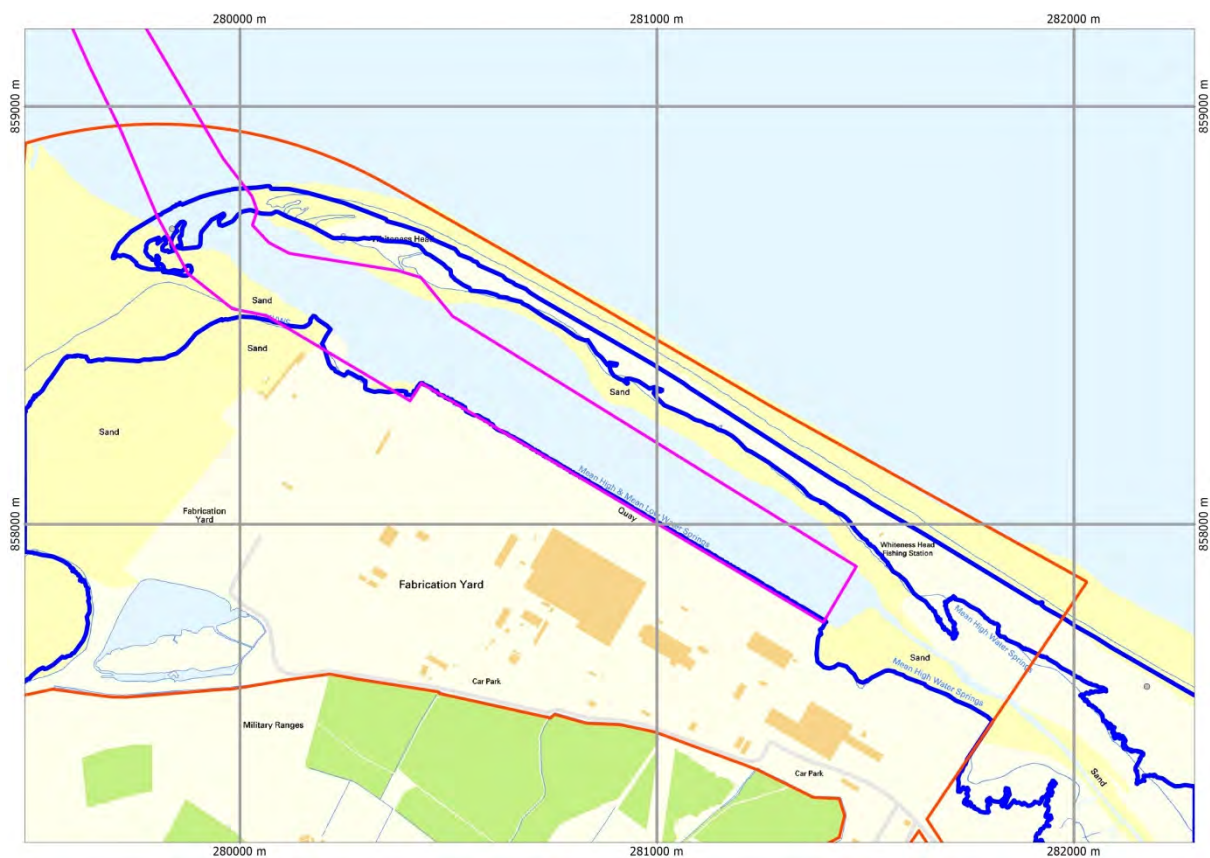 280000 m
281000 m
282000 m
859000 m
859000 m
Whiteness Head
Sand
Sand
Sand
Sand
Mean High & Mean Low Water Springs
Quay
858000 m
858000 m
Fabrication
Yard
Whiteness Head
Fishing Station
Fabrication Yard
Mean High Water Springs
Sand
Mean High Water Springs
Car Park
Military Ranges
Car Park
Sand
280000 m
281000 m
282000 m